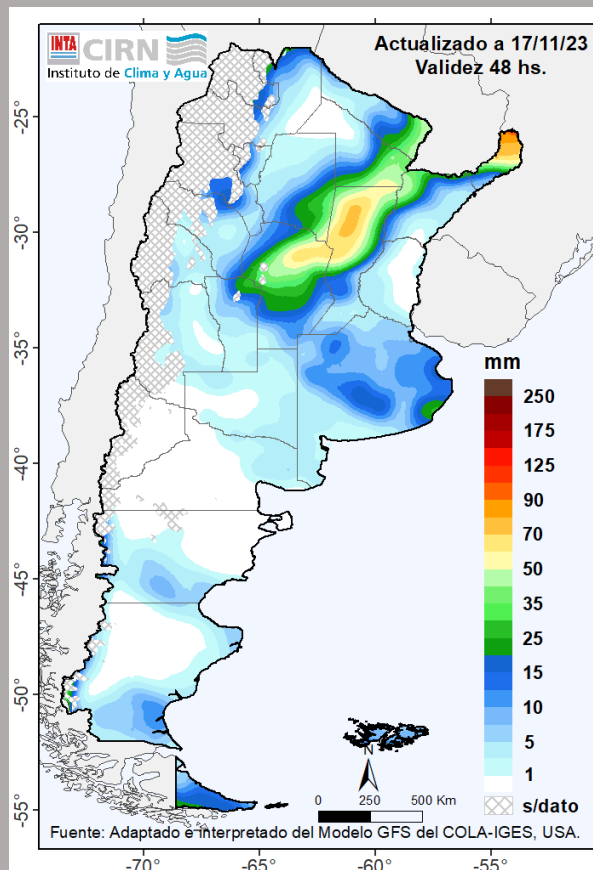 INTA CIRN
Instituto de Clima y Agua
Actualizado a 17/11/23
Validez 48 hs.
-25°
-30°
-35°
-40°
-45°
-50°
-55°
mm
250
175
125
90
70
50
35
25
15
10
5
1
s/dato
N
0 250 500 Km
Fuente: Adaptado e Interpretado del Modelo GFS del COLA-IGES, USA.
-70° -65° -60° -55°